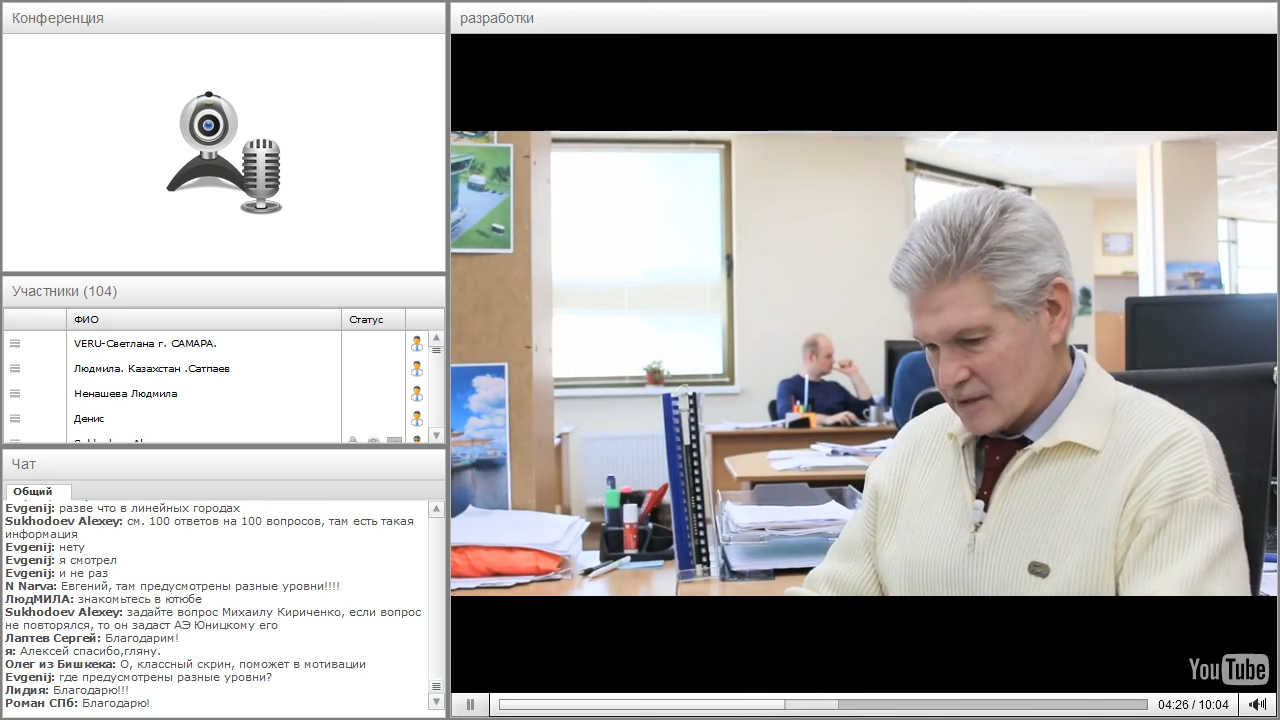 Конференция
разработки
Участники (104)
ФИО
Статус
VERU-Светлана г. САМАРА.
Людмила. Казахстан .Сатпаев
Ненашева Людмила
Денис
Чат
Общий
Evgenij: разве что в линейных городах
Sukhodoev Alexey: см. 100 ответов на 100 вопросов, там есть такая
информация
Evgenij: нету
Evgenij: я смотрел
Evgenij: и не раз
N Narva: Евгений, там предусмотрены разные уровни!!!!
ЛюдМИЛА: знакомьтесь в ютюбе
Sukhodoev Alexey: задайте вопрос Михаилу Кириченко, если вопрос
не повторялся, то он задаст АЭ Юницкому его
Лаптев Сергей: Благодарим!
я: Алексей спасибо,гляну.
Олег из Бишкека: О, классный скрин, поможет в мотивации
Evgenij: где предусмотрены разные уровни?
Лидия: Благодарю!!!
Роман СПб: Благодарю!
YouTube
04:26 / 10:04